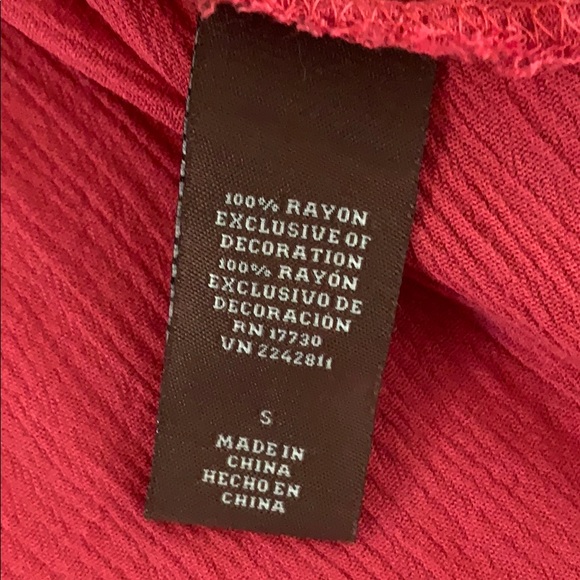 100% RAYON
EXCLUSIVE OF
DECORATION
100% RAYÓN
EXCLUSIVO DE
DECORACIÓN
RN 17730
VN 2242811
S
MADE IN
CHINA
HECHO EN
CHINA